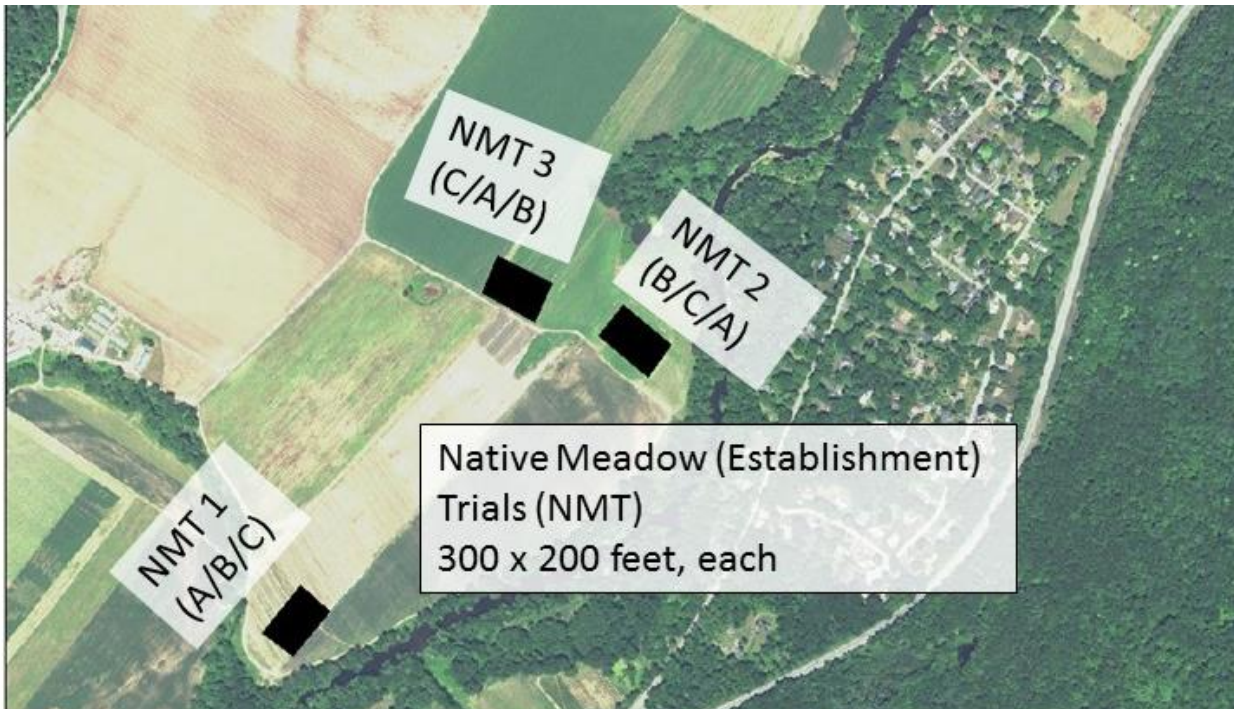 NMT 3
(C/A/B)
NMT 2
(B/C/A)
NMT 1
(A/B/C)
Native Meadow (Establishment)
Trials (NMT)
300 x 200 feet, each